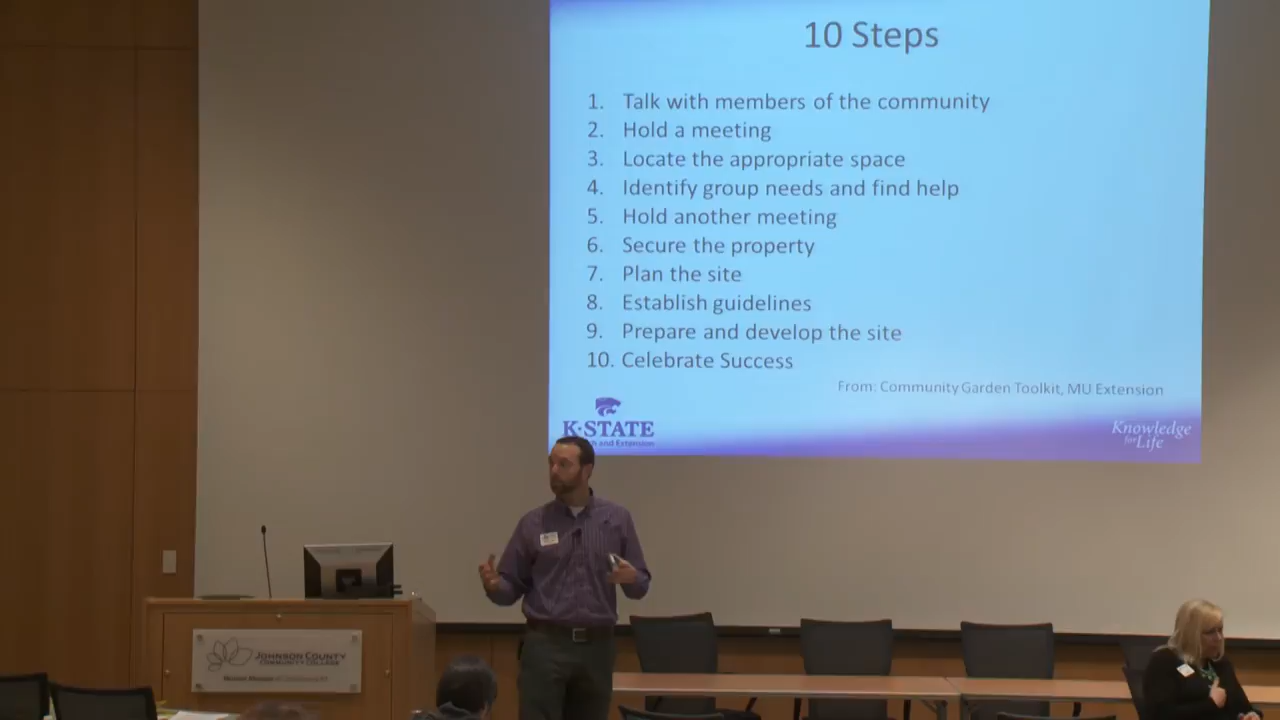 10 Steps
1. Talk with members of the community
2. Hold a meeting
3. Locate the appropriate space
4. Identify group needs and find help
5. Hold another meeting
6. Secure the property
7. Plan the site
8. Establish guidelines
9. Prepare and develop the site
10. Celebrate Success
From: Community Garden Toolkit, MU Extension
K-STATE
and Extension
Knowledge
for Life
JOHNSON COUNTY
COMMUNITY COLLEGE